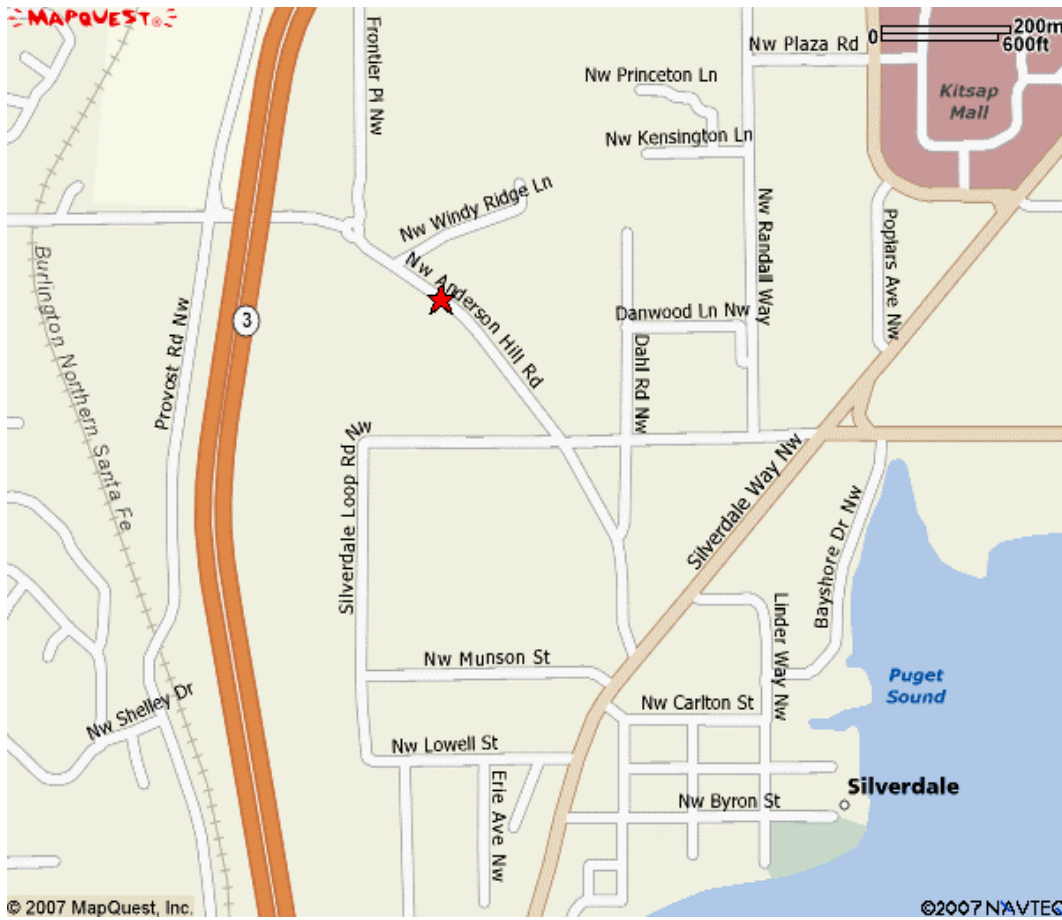 MAPQUEST®
200m
0
600ft
Nw Plaza Rd
Frontier Pl Nw
Nw Princeton Ln
Kitsap
Mall
Nw Kensington Ln
Nw Windy Ridge Ln
Nw Randall Way
Poplars Ave Nw
Burlington Northern Santa Fe
Nw Anderson Hill Rd
Provost Rd Nw
3
Danwood Ln Nw
Dahl Rd Nw
Silverdale Loop Rd Nw
Silverdale Way Nw
Bayshore Dr Nw
Linder Way Nw
Nw Munson St
Puget
Sound
Nw Shelley Dr
Nw Carlton St
Nw Lowell St
Silverdale
Erie Ave Nw
Nw Byron St
© 2007 MapQuest, Inc.
©2007 NAVTEQ